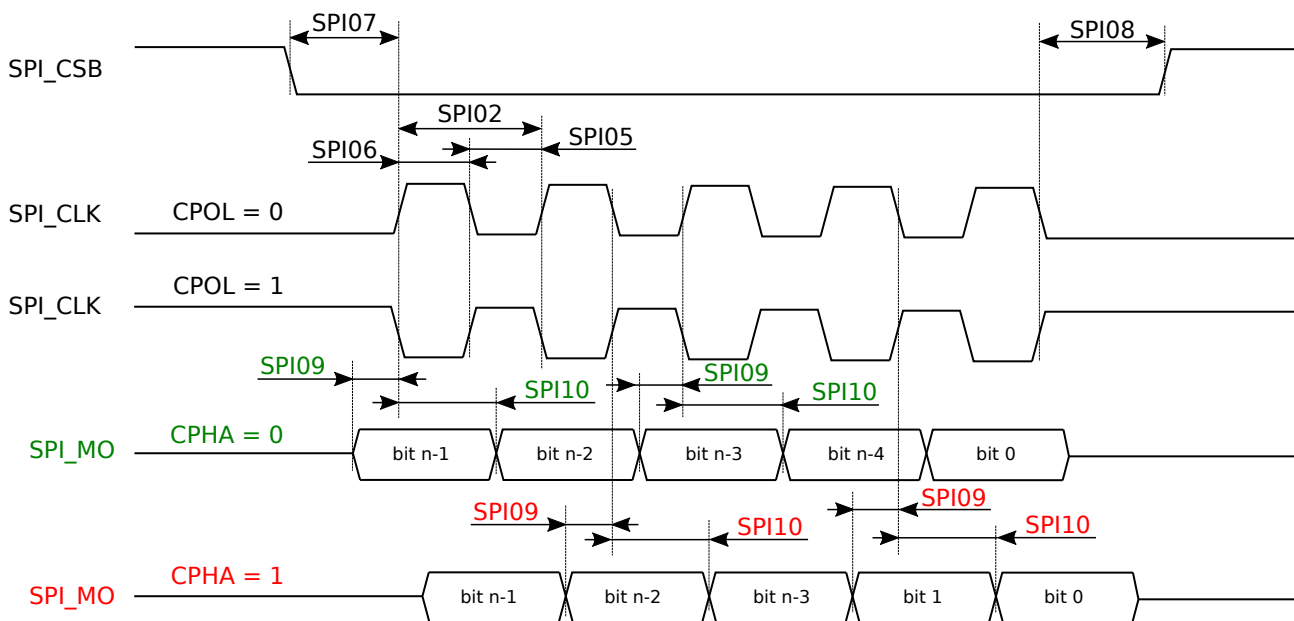 SPI07
SPI08
SPI_CSB
SPI02
SPI05
SPI06
SPI_CLK CPOL = 0
SPI_CLK CPOL = 1
SPI09 SPI09
SPI10 SPI10
SPI_MO CPHA = 0
bit n-1 bit n-2 bit n-3 bit n-4 bit 0
SPI09 SPI10 SPI09 SPI10
SPI_MO CPHA = 1
bit n-1 bit n-2 bit n-3 bit 1 bit 0